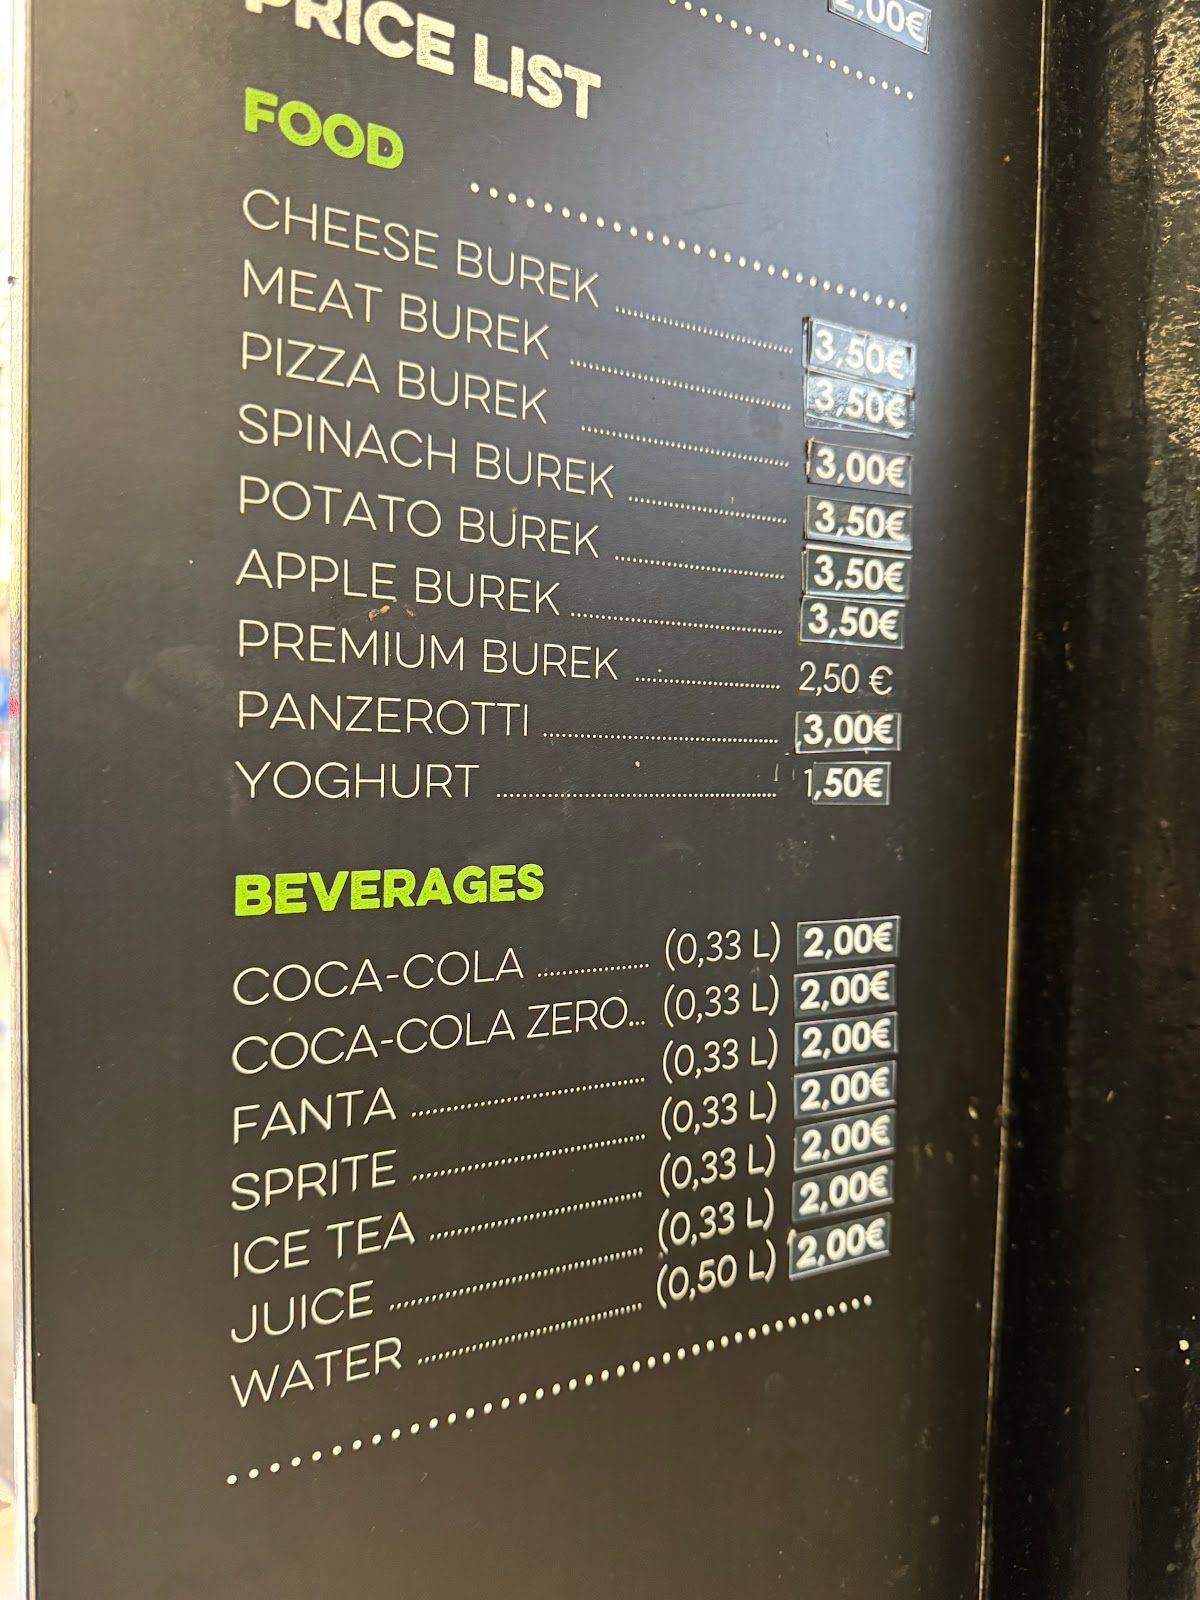 2,00€
PRICE LIST
FOOD
CHEESE BUREK 3,50€
MEAT BUREK 3,50€
PIZZA BUREK 3,00€
SPINACH BUREK 3,50€
POTATO BUREK 3,50€
APPLE BUREK 3,50€
PREMIUM BUREK 2,50 €
PANZEROTTI 3,00€
YOGHURT 1,50€
BEVERAGES
COCA-COLA (0,33 L) 2,00€
COCA-COLA ZERO... (0,33 L) 2,00€
FANTA (0,33 L) 2,00€
SPRITE (0,33 L) 2,00€
ICE TEA (0,33 L) 2,00€
JUICE (0,33 L) 2,00€
WATER (0,50 L) 2,00€